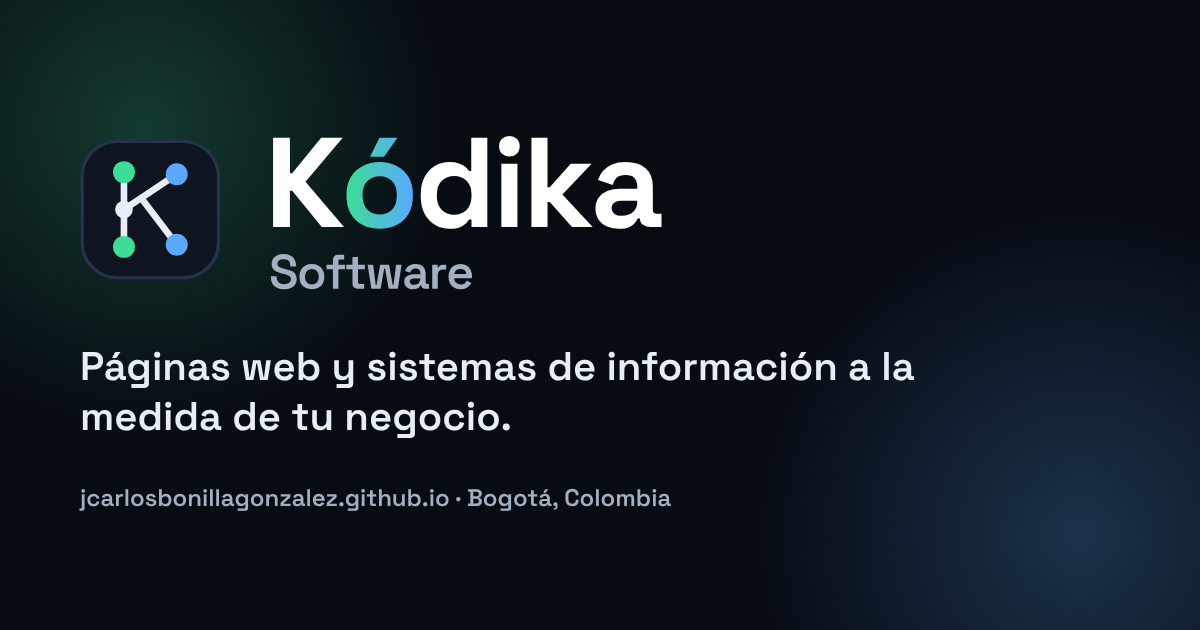 Kódika
Software
Páginas web y sistemas de información a la
medida de tu negocio.
jcarlosbonillagonzalez.github.io · Bogotá, Colombia